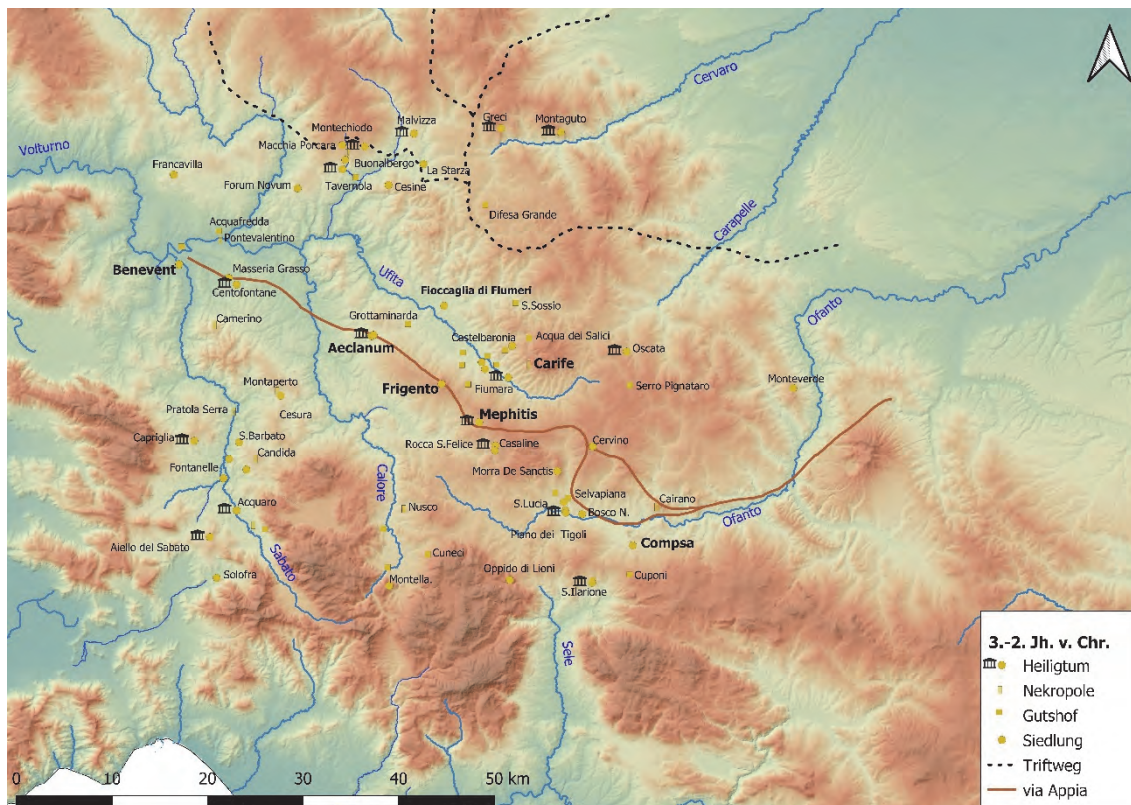 Cervaro
Malvizza
Greci
Montaguto
Montechiodo
Volturno
Macchia Porcara
Francavilla
Buonalbergo
La Starza
Forum Novum
Tavernola
Cesine
Difesa Grande
Carapelle
Acquafredda
Pontevalentino
Benevent
Masseria Grasso
Ufita
Centofontane
Fioccaglia di Flumeri
S.Sossio
Ofanto
Camerino
Grottaminarda
Castelbaronia
Acqua dei Salici
Aeclanum
Oscata
Carife
Montaperto
Frigento
Fiumara
Serro Pignataro
Monteverde
Pratola Serra
Cesura
Mephitis
Capriglia
S.Barbato
Rocca S.Felice
Casaline
Cervino
Candida
Fontanelle
Calore
Morra De Sanctis
Selvapiana
Acquaro
Nusco
S.Lucia
Bosco N.
Cairano
Ofanto
Piano dei Tigoli
Aiello del Sabato
Sabato
Cuneci
Compsa
Solofra
Montella.
Oppido di Lioni
S.Ilarione
Cuponi
Sele
3.-2. Jh. v. Chr.
Heiligtum
Nekropole
Gutshof
Siedlung
Triftweg
via Appia
0 10 20 30 40 50 km